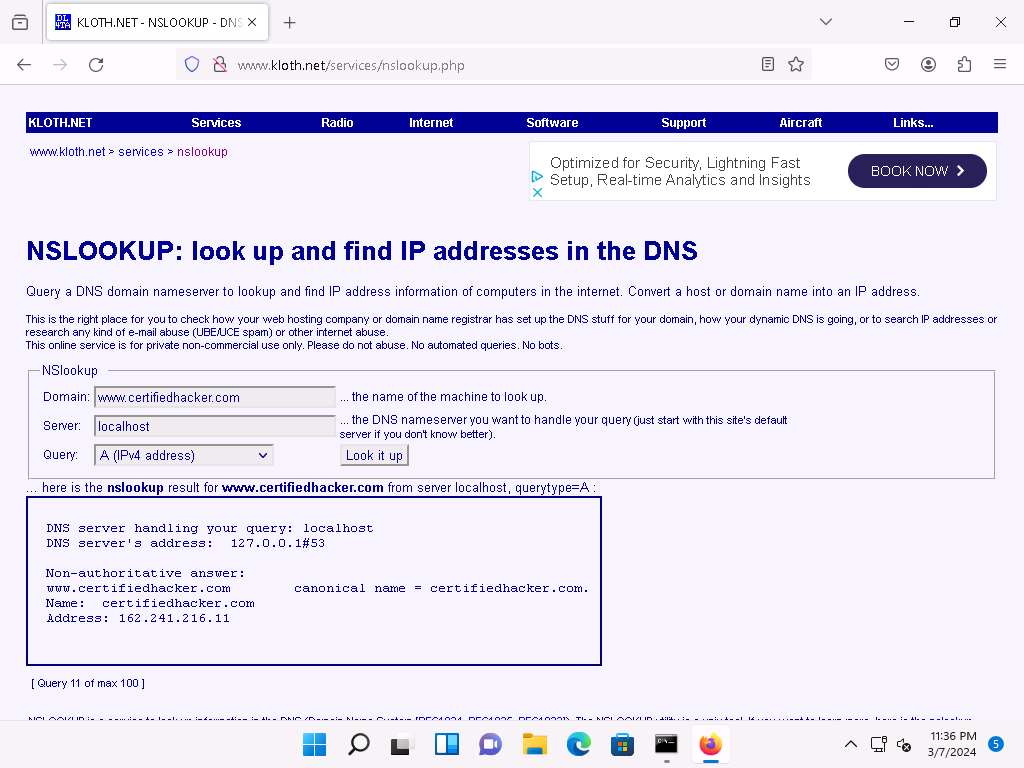 KLOTH.NET - NSLOOKUP - DNS
www.kloth.net/services/nslookup.php
KLOTH.NET Services Radio Internet Software Support Aircraft Links...
www.kloth.net > services > nslookup
Optimized for Security, Lightning Fast
Setup, Real-time Analytics and Insights
BOOK NOW
NSLOOKUP: look up and find IP addresses in the DNS
Query a DNS domain nameserver to lookup and find IP address information of computers in the internet. Convert a host or domain name into an IP address.
This is the right place for you to check how your web hosting company or domain name registrar has set up the DNS stuff for your domain, how your dynamic DNS is going, or to search IP addresses or
research any kind of e-mail abuse (UBE/UCE spam) or other internet abuse.
This online service is for private non-commercial use only. Please do not abuse. No automated queries. No bots.
NSlookup
Domain: www.certifiedhacker.com ... the name of the machine to look up.
Server: localhost ... the DNS nameserver you want to handle your query (just start with this site's default
server if you don't know better).
Query: A (IPv4 address) Look it up
... here is the nslookup result for www.certifiedhacker.com from server localhost, querytype=A :
DNS server handling your query: localhost
DNS server's address: 127.0.0.1#53
Non-authoritative answer:
www.certifiedhacker.com canonical name = certifiedhacker.com.
Name: certifiedhacker.com
Address: 162.241.216.11
[ Query 11 of max 100 ]
11:36 PM
3/7/2024
5